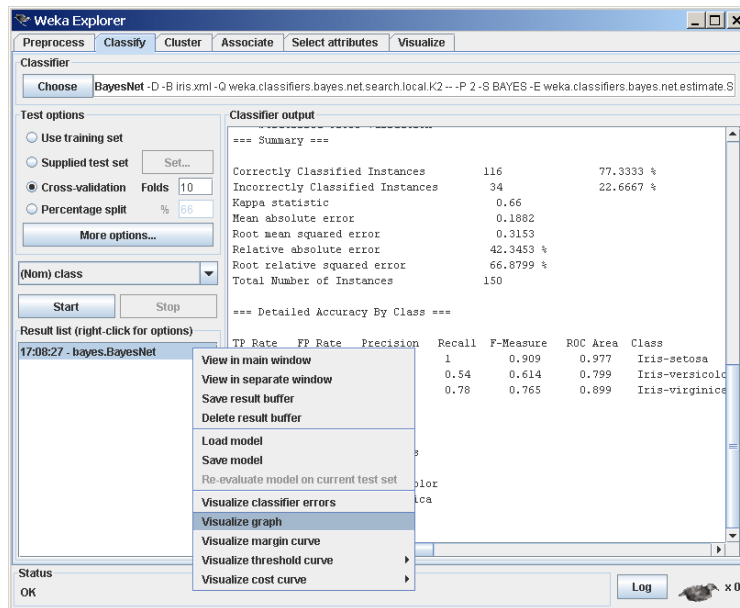 Weka Explorer
Preprocess Classify Cluster Associate Select attributes Visualize
Classifier
Choose BayesNet -D -B iris.xml -Q weka.classifiers.bayes.net.search.local.K2 -- -P 2 -S BAYES -E weka.classifiers.bayes.net.estimate.S
Test options
Use training set
Supplied test set Set...
Cross-validation Folds 10
Percentage split % 66
More options...
(Nom) class
Start Stop
Result list (right-click for options)
17:08:27 - bayes.BayesNet
Classifier output
=== Summary ===
Correctly Classified Instances 116 77.3333 %
Incorrectly Classified Instances 34 22.6667 %
Kappa statistic 0.66
Mean absolute error 0.1882
Root mean squared error 0.3153
Relative absolute error 42.3453 %
Root relative squared error 66.8799 %
Total Number of Instances 150
=== Detailed Accuracy By Class ===
TP Rate FP Rate Precision Recall F-Measure ROC Area Class
1 0.909 0.977 Iris-setosa
0.54 0.614 0.799 Iris-versicolo
0.78 0.765 0.899 Iris-virginica
olor
ica
View in main window
View in separate window
Save result buffer
Delete result buffer
Load model
Save model
Re-evaluate model on current test set
Visualize classifier errors
Visualize graph
Visualize margin curve
Visualize threshold curve
Visualize cost curve
Status
OK
Log
x 0